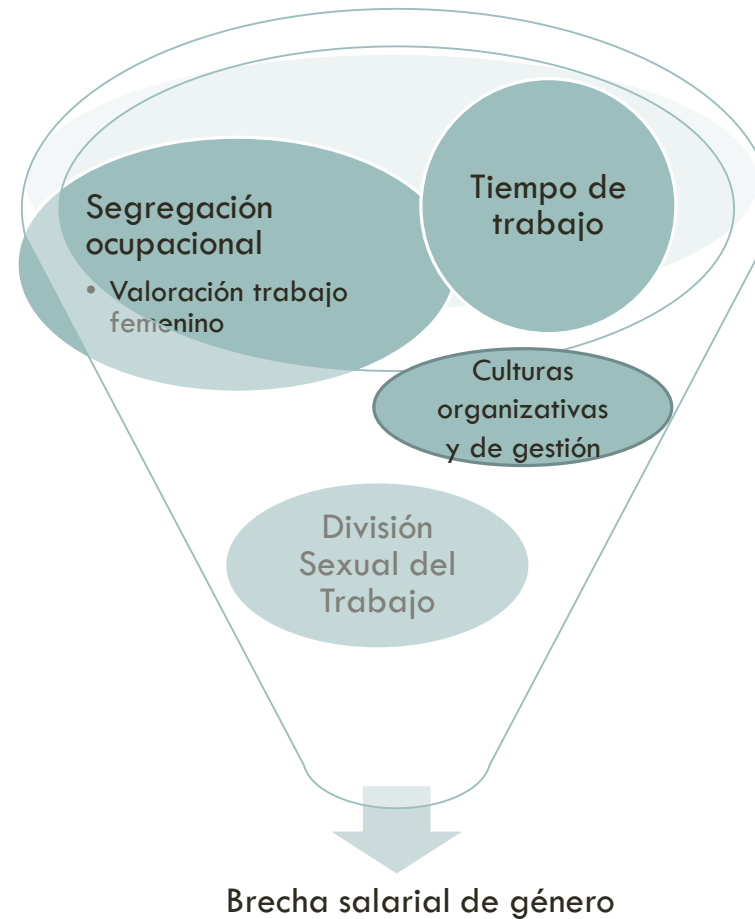 Segregación
ocupacional
• Valoración trabajo
femenino
Tiempo de
trabajo
Culturas
organizativas
y de gestión
División
Sexual del
Trabajo
Brecha salarial de género